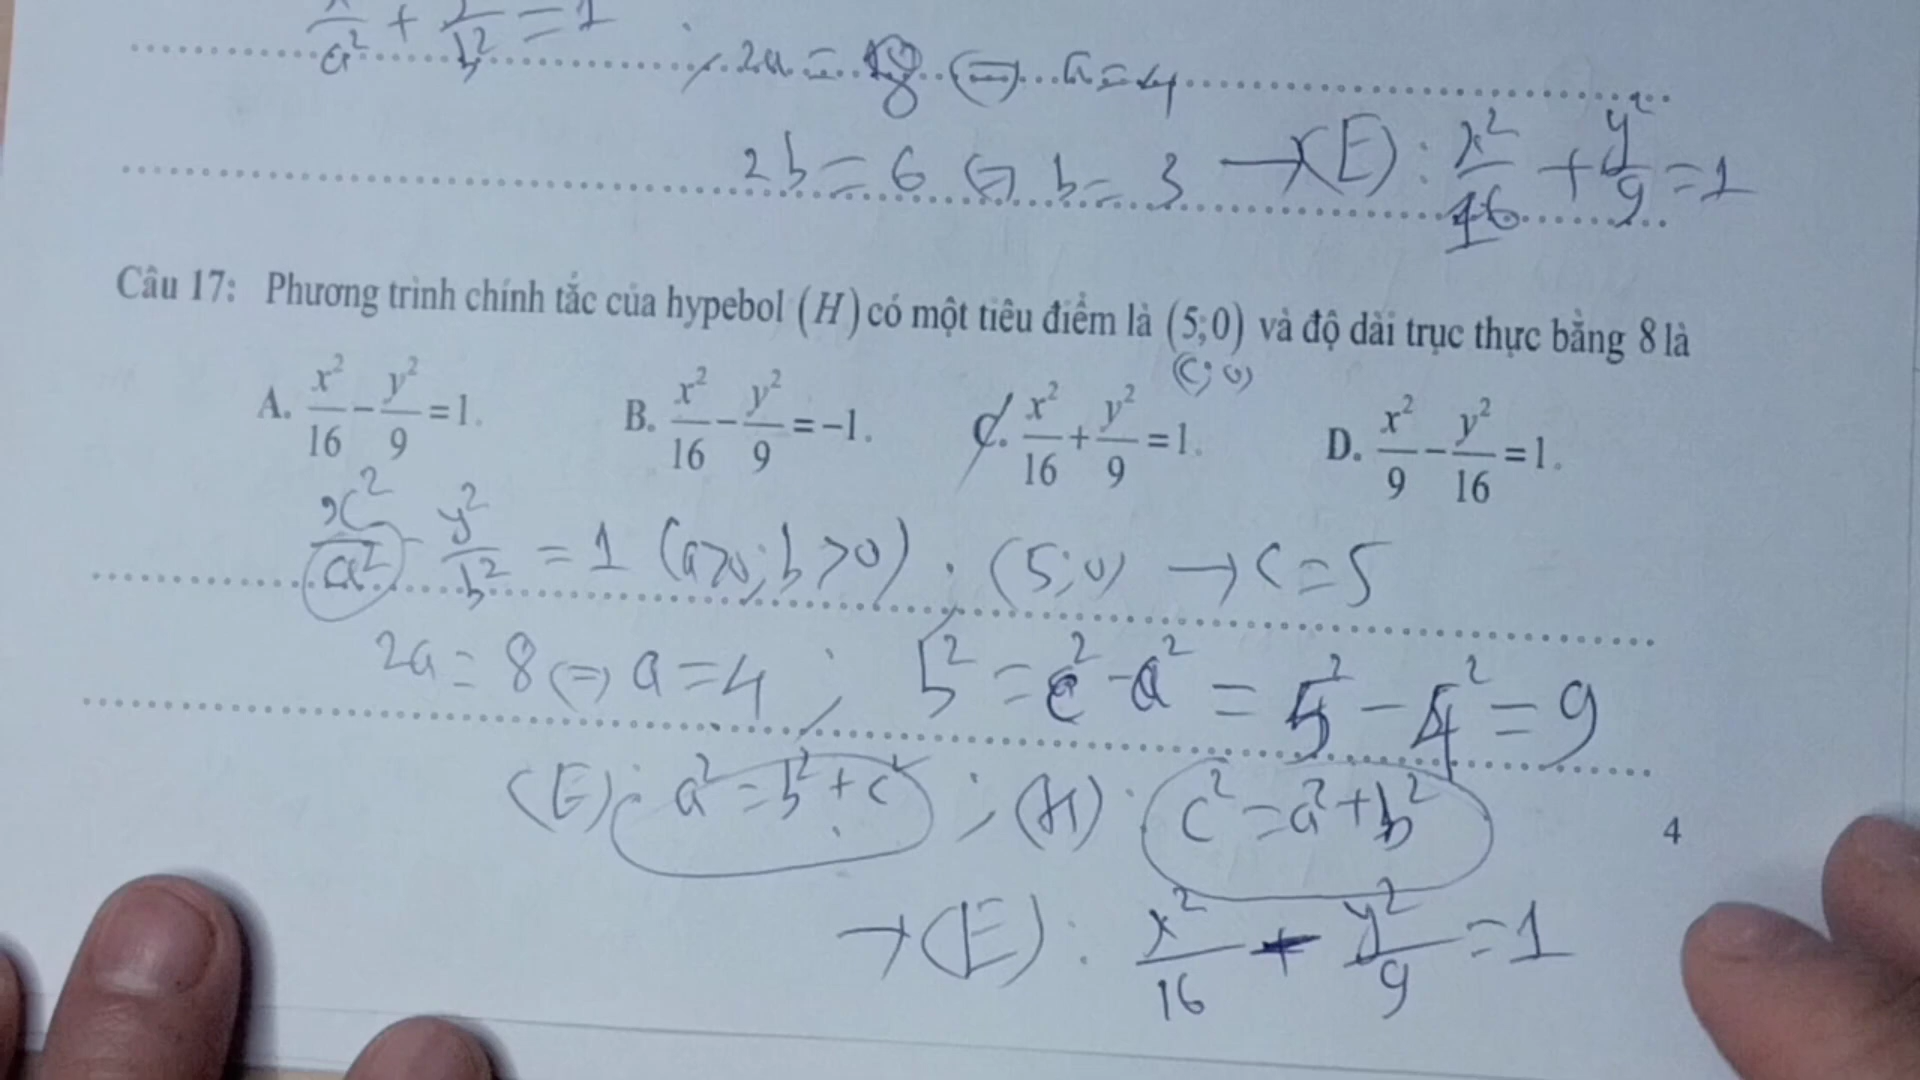 x²/a² + y²/b² = 1 ; 2a = 8 ⇔ a = 4
2b = 6 ⇔ b = 3 → (E): x²/16 + y²/9 = 1
Câu 17: Phương trình chính tắc của hypebol (H) có một tiêu điểm là (5;0) và độ dài trục thực bằng 8 là
(c; 0)
A. x²/16 − y²/9 = 1. B. x²/16 − y²/9 = −1. C. x²/16 + y²/9 = 1. D. x²/9 − y²/16 = 1.
x²/a² - y²/b² = 1 (a>0; b>0). (5;0) → c = 5
2a = 8 ⇔ a = 4 ; b² = c² - a² = 5² - 4² = 9
(E): a² = b² + c² ; (H): c² = a² + b²
→ (E): x²/16 - y²/9 = 1
4